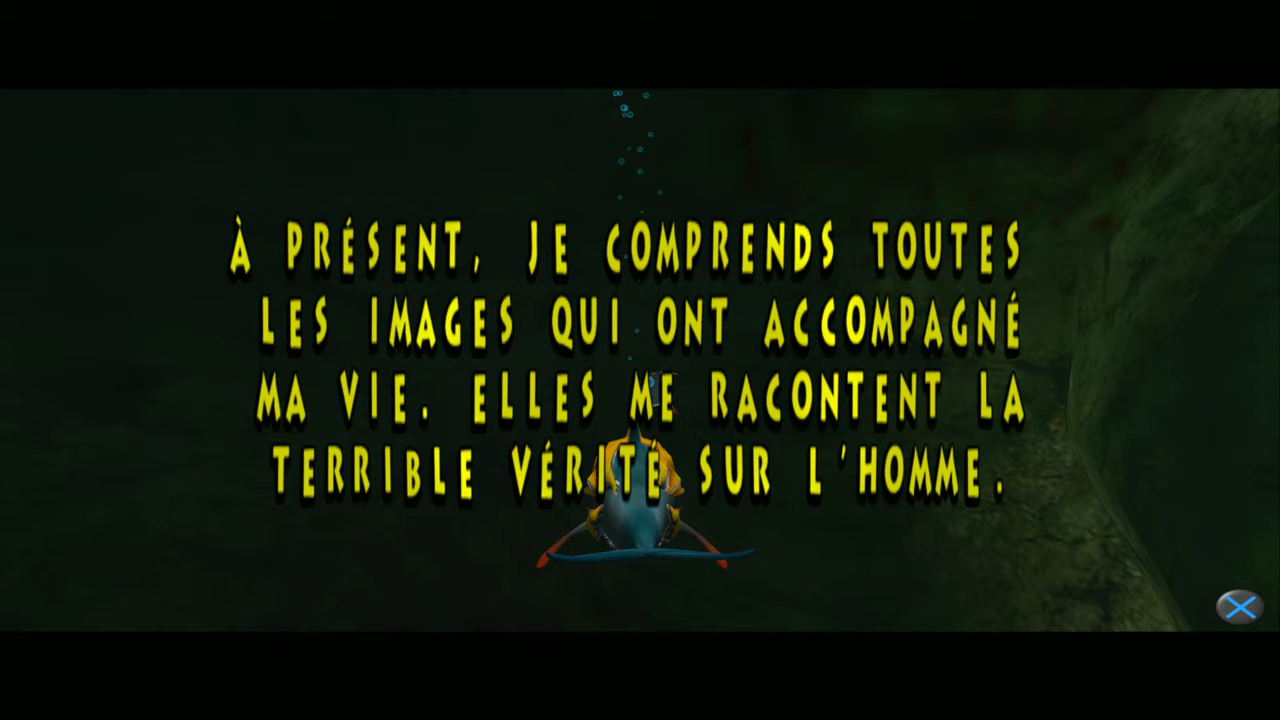 À PRÉSENT, JE COMPRENDS TOUTES
LES IMAGES QUI ONT ACCOMPAGNÉ
MA VIE. ELLES ME RACONTENT LA
TERRIBLE VÉRITÉ SUR L'HOMME.